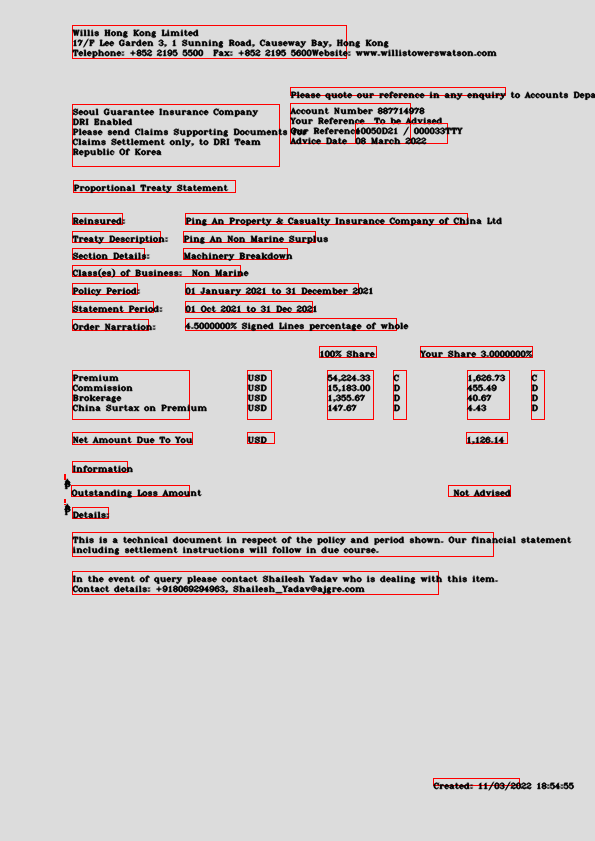 Willis Hong Kong Limited
17/F Lee Garden 3, 1 Sunning Road, Causeway Bay, Hong Kong
Telephone: +852 2195 5500 Fax: +852 2195 5600Website: www.willistowerswatson.com
Please quote our reference in any enquiry to Accounts Depa
Seoul Guarantee Insurance Company
DRI Enabled
Please send Claims Supporting Documents for
Claims Settlement only, to DRI Team
Republic Of Korea
Account Number 887714978
Your Reference To be Advised
Our Reference10050D21 / 000033TTY
Advice Date 08 March 2022
Proportional Treaty Statement
Reinsured: Ping An Property & Casualty Insurance Company of China Ltd
Treaty Description: Ping An Non Marine Surplus
Section Details: Machinery Breakdown
Class(es) of Business: Non Marine
Policy Period: 01 January 2021 to 31 December 2021
Statement Period: 01 Oct 2021 to 31 Dec 2021
Order Narration: 4.5000000% Signed Lines percentage of whole
100% Share Your Share 3.0000000%
Premium USD 54,224.33 C 1,626.73 C
Commission USD 15,183.00 D 455.49 D
Brokerage USD 1,355.67 D 40.67 D
China Surtax on Premium USD 147.67 D 4.43 D
Net Amount Due To You USD 1,126.14
Information
Outstanding Loss Amount Not Advised
Details:
This is a technical document in respect of the policy and period shown. Our financial statement
including settlement instructions will follow in due course.
In the event of query please contact Shailesh Yadav who is dealing with this item.
Contact details: +918069294963, Shailesh_Yadav@ajgre.com
Created: 11/03/2022 18:54:55